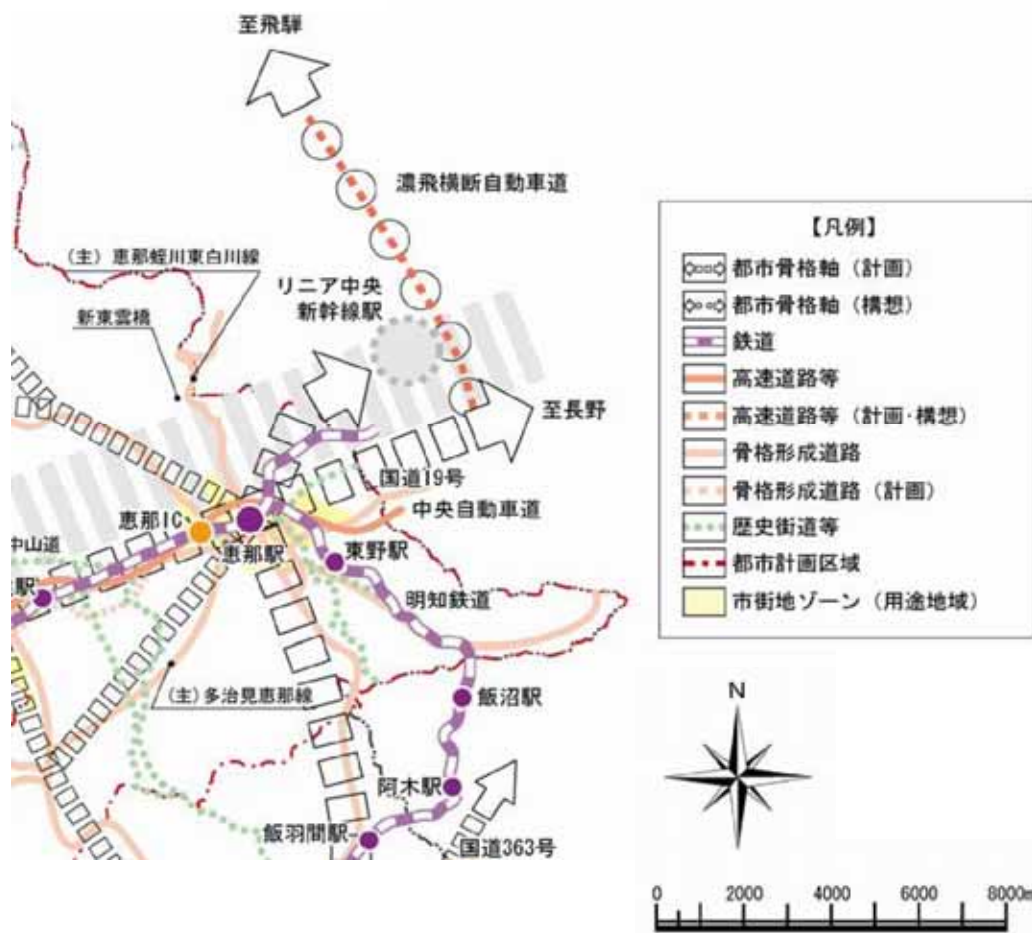 至飛騨
濃飛横断自動車道
(主) 恵那蛭川東白川線
リニア中央
新幹線駅
新東雲橋
至長野
国道19号
中央自動車道
恵那IC
恵那駅
中山道
東野駅
駅
明知鉄道
(主)多治見恵那線
飯沼駅
阿木駅
飯羽間駅
国道363号
【凡例】
都市骨格軸(計画)
都市骨格軸(構想)
鉄道
高速道路等
高速道路等(計画・構想)
骨格形成道路
骨格形成道路(計画)
歴史街道等
都市計画区域
市街地ゾーン(用途地域)
N
0 2000 4000 6000 8000m